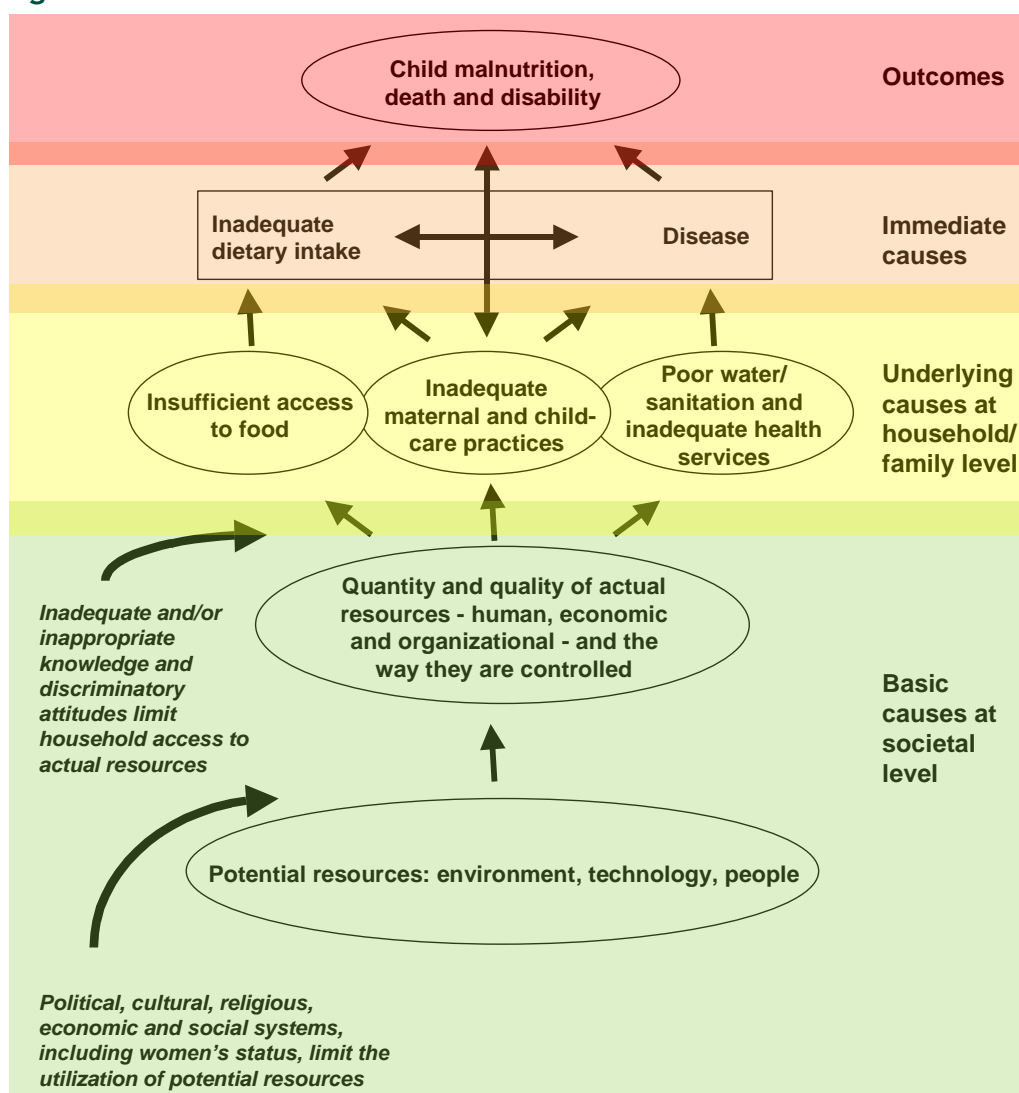 Child malnutrition,
death and disability
Outcomes
Inadequate
dietary intake
Disease
Immediate
causes
Insufficient access
to food
Inadequate
maternal and child-
care practices
Poor water/
sanitation and
inadequate health
services
Underlying
causes at
household/
family level
Quantity and quality of actual
resources - human, economic
and organizational - and the
way they are controlled
Inadequate and/or
inappropriate
knowledge and
discriminatory
attitudes limit
household access to
actual resources
Basic
causes at
societal
level
Potential resources: environment, technology, people
Political, cultural, religious,
economic and social systems,
including women's status, limit the
utilization of potential resources